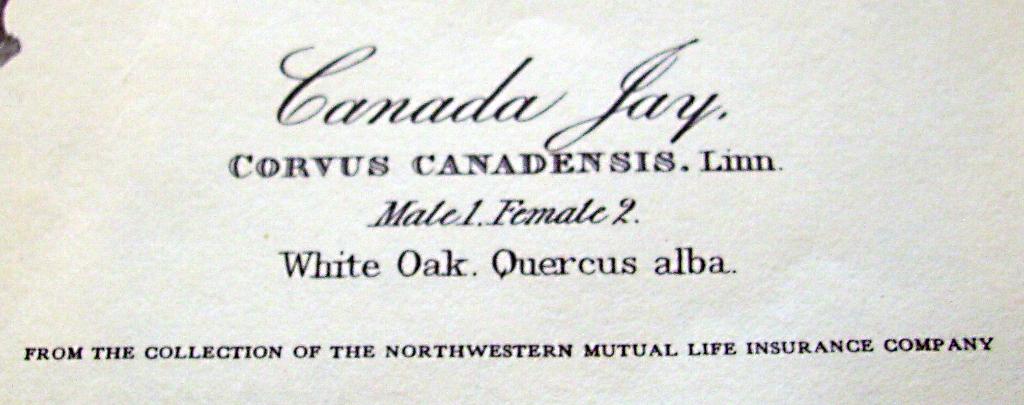 Canada Jay.
CORVUS CANADENSIS. Linn.
Male 1. Female 2.
White Oak. Quercus alba.
FROM THE COLLECTION OF THE NORTHWESTERN MUTUAL LIFE INSURANCE COMPANY